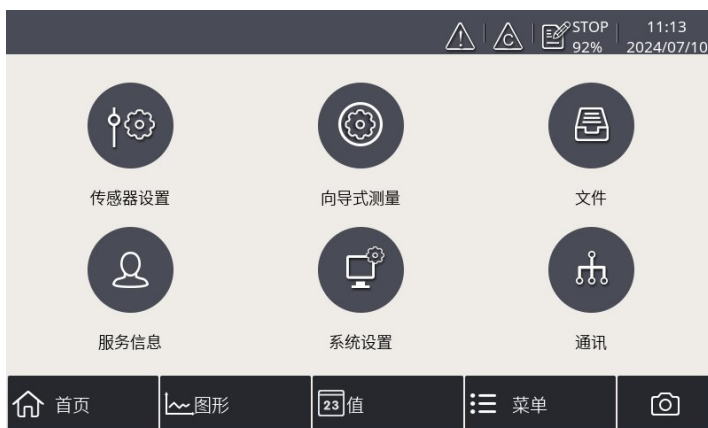 STOP 11:13
92% 2024/07/10
C
传感器设置 向导式测量 文件
服务信息 系统设置 通讯
首页 图形 23 值 菜单